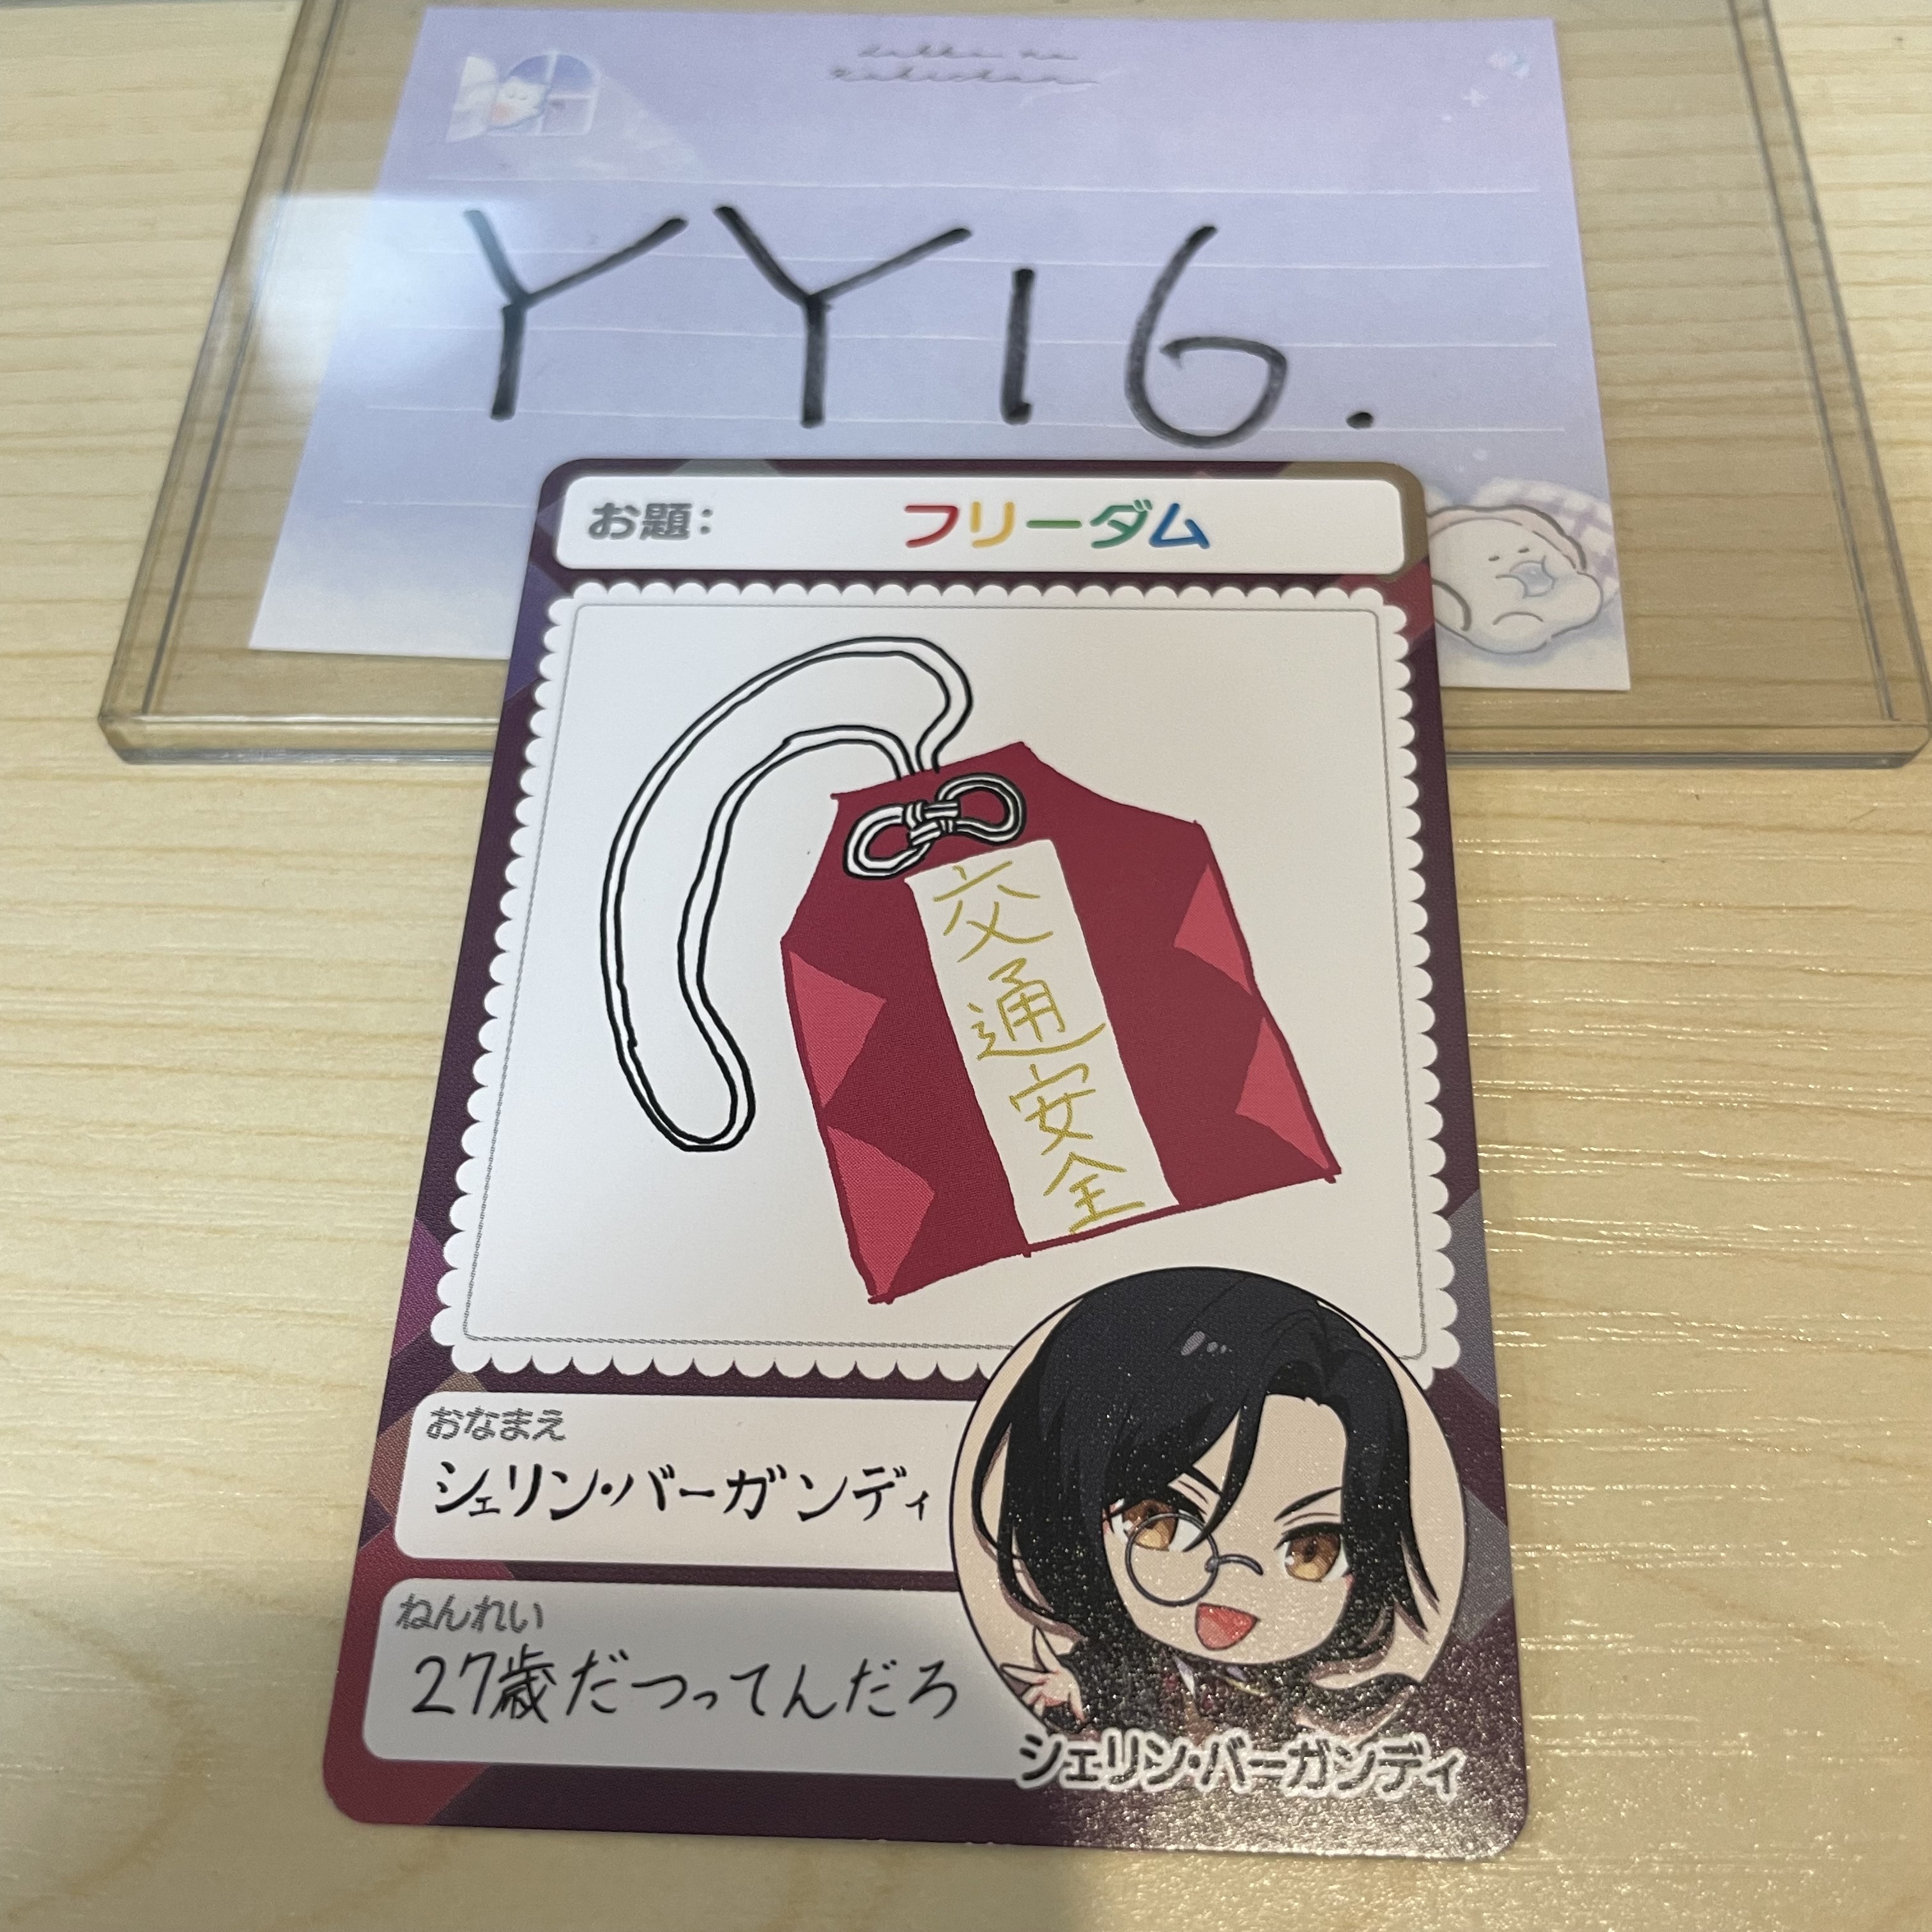 YY16.
お題: フリーダム
交通安全
おなまえ
シェリン・バーガンディ
ねんれい
27歳だつってんだろ
シェリン・バーガンディ